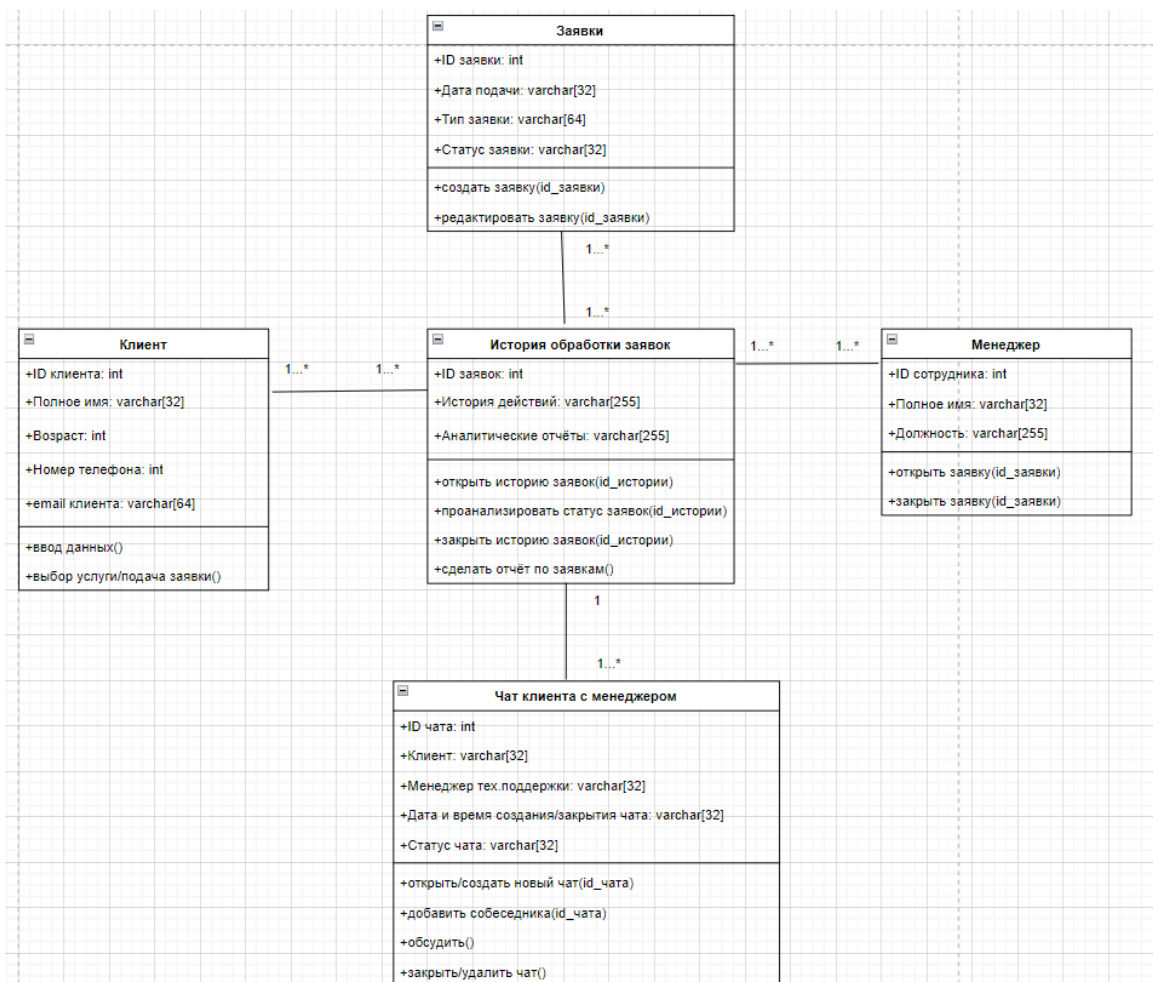 Заявки
+ID заявки: int
+Дата подачи: varchar[32]
+Тип заявки: varchar[64]
+Статус заявки: varchar[32]
+создать заявку(id_заявки)
+редактировать заявку(id_заявки)
1...*
1...*
Клиент
+ID клиента: int
+Полное имя: varchar[32]
+Возраст: int
+Номер телефона: int
+email клиента: varchar[64]
+ввод данных()
+выбор услуги/подача заявки()
1...*
1...*
История обработки заявок
+ID заявок: int
+История действий: varchar[255]
+Аналитические отчёты: varchar[255]
+открыть историю заявок(id_истории)
+проанализировать статус заявок(id_истории)
+закрыть историю заявок(id_истории)
+сделать отчёт по заявкам()
1...*
1...*
Менеджер
+ID сотрудника: int
+Полное имя: varchar[32]
+Должность: varchar[255]
+открыть заявку(id_заявки)
+закрыть заявку(id_заявки)
1
1...*
Чат клиента с менеджером
+ID чата: int
+Клиент: varchar[32]
+Менеджер тех.поддержки: varchar[32]
+Дата и время создания/закрытия чата: varchar[32]
+Статус чата: varchar[32]
+открыть/создать новый чат(id_чата)
+добавить собеседника(id_чата)
+обсудить()
+закрыть/удалить чат()